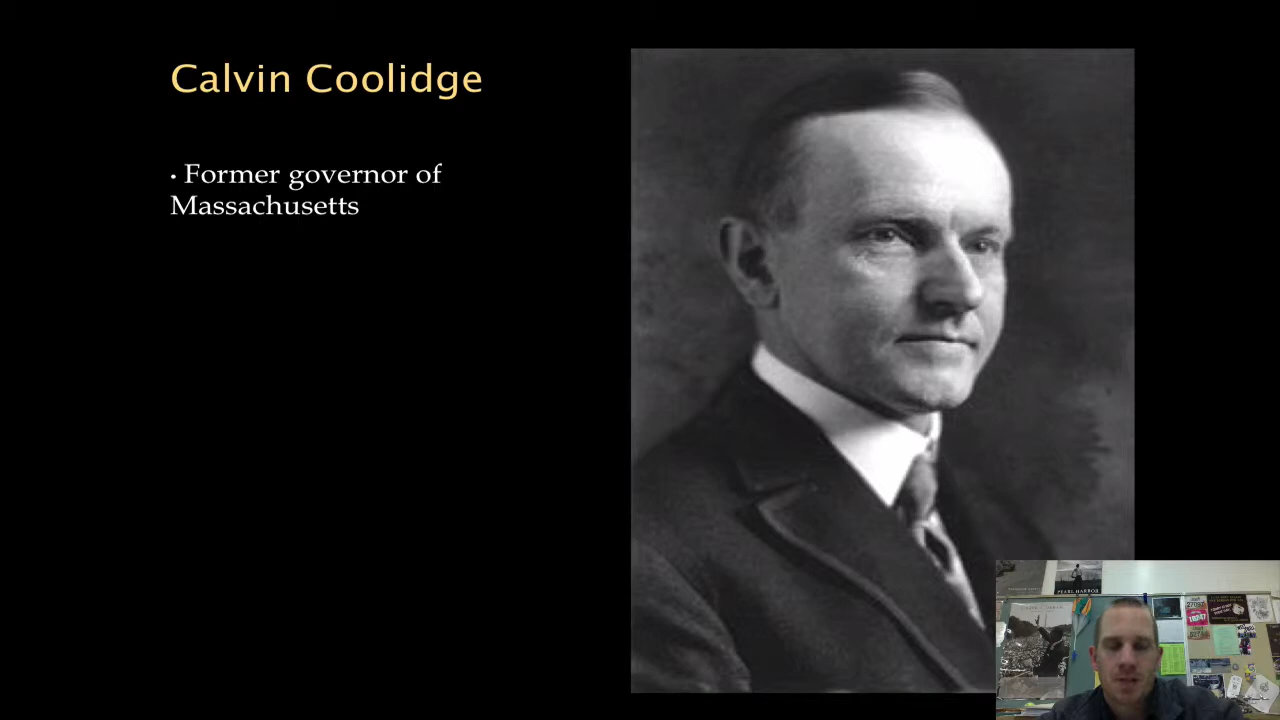 Calvin Coolidge
· Former governor of
Massachusetts
PEARL HARBOR